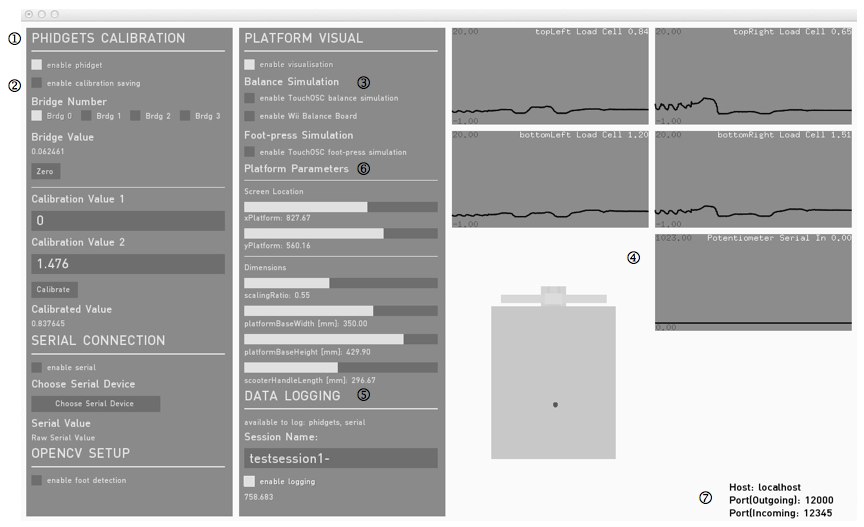 ① PHIDGETS CALIBRATION
enable phidget
② enable calibration saving
Bridge Number
Brdg 0 Brdg 1 Brdg 2 Brdg 3
Bridge Value
0.062461
Zero
Calibration Value 1
0
Calibration Value 2
1.476
Calibrate
Calibrated Value
0.837645
SERIAL CONNECTION
enable serial
Choose Serial Device
Choose Serial Device
Serial Value
Raw Serial Value
OPENCV SETUP
enable foot detection
PLATFORM VISUAL
enable visualisation
Balance Simulation ③
enable TouchOSC balance simulation
enable Wii Balance Board
Foot-press Simulation
enable TouchOSC foot-press simulation
Platform Parameters ⑥
Screen Location
xPlatform: 827.67
yPlatform: 560.16
Dimensions
scalingRatio: 0.55
platformBaseWidth [mm]: 350.00
platformBaseHeight [mm]: 429.90
scooterHandleLength [mm]: 296.67
DATA LOGGING ⑤
available to log: phidgets, serial
Session Name:
testsession1-
enable logging
758.683
20.00 topLeft Load Cell 0.84
-1.00
20.00 topRight Load Cell 0.65
-1.00
20.00 bottomLeft Load Cell 1.20
-1.00
20.00 bottomRight Load Cell 1.51
-1.00
④
1023.00 Potentiometer Serial In 0.00
0.00
Host: localhost
⑦ Port(Outgoing): 12000
Port(Incoming: 12345